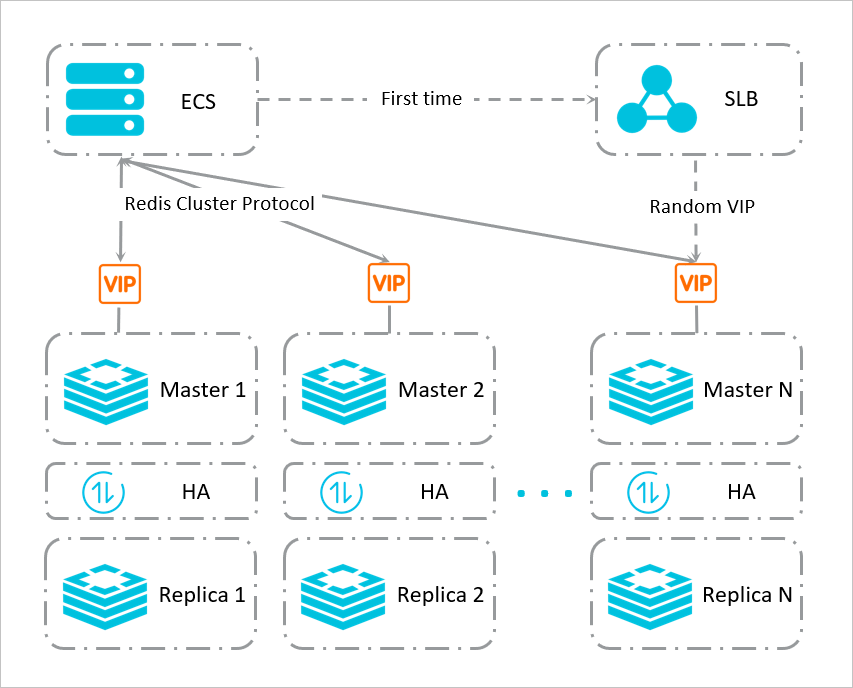 ECS
First time
SLB
Redis Cluster Protocol
Random VIP
VIP
VIP
VIP
Master 1
Master 2
Master N
HA
HA
HA
Replica 1
Replica 2
Replica N